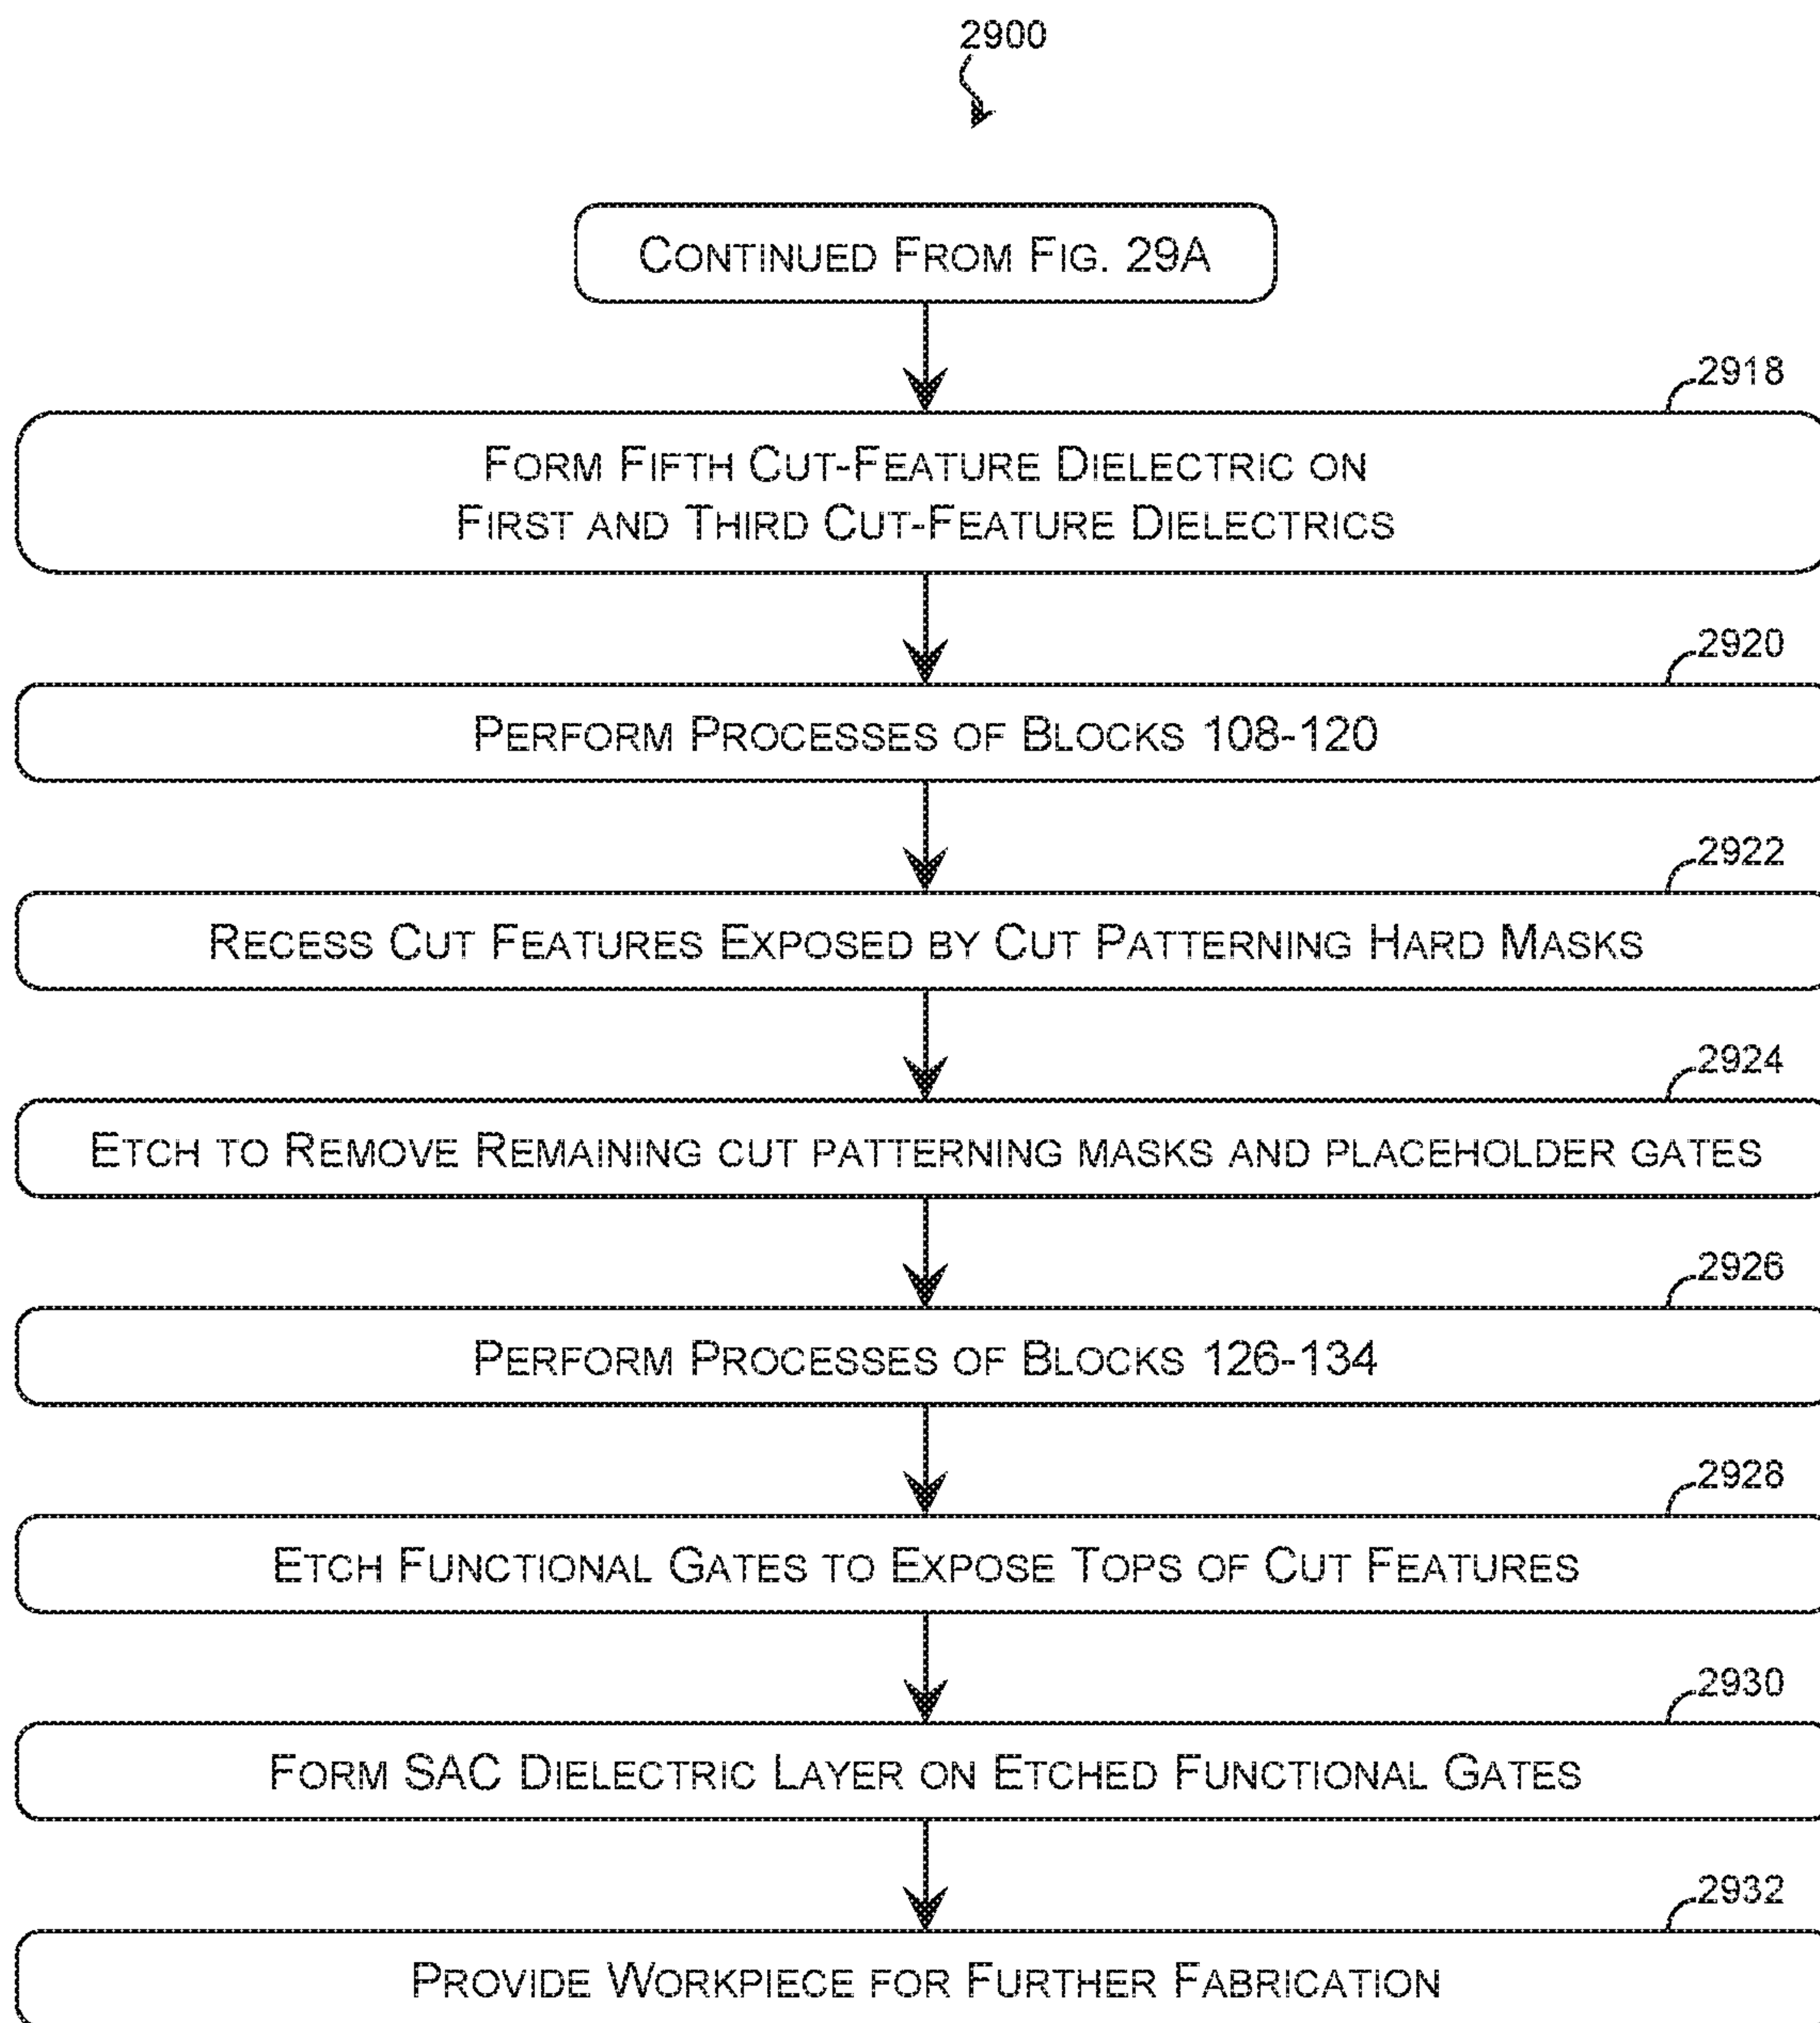 2900
CONTINUED FROM FIG. 29A
2918
FORM FIFTH CUT-FEATURE DIELECTRIC ON
FIRST AND THIRD CUT-FEATURE DIELECTRICS
2920
PERFORM PROCESSES OF BLOCKS 108-120
2922
RECESS CUT FEATURES EXPOSED BY CUT PATTERNING HARD MASKS
2924
ETCH TO REMOVE REMAINING CUT PATTERNING MASKS AND PLACEHOLDER GATES
2926
PERFORM PROCESSES OF BLOCKS 126-134
2928
ETCH FUNCTIONAL GATES TO EXPOSE TOPS OF CUT FEATURES
2930
FORM SAC DIELECTRIC LAYER ON ETCHED FUNCTIONAL GATES
2932
PROVIDE WORKPIECE FOR FURTHER FABRICATION